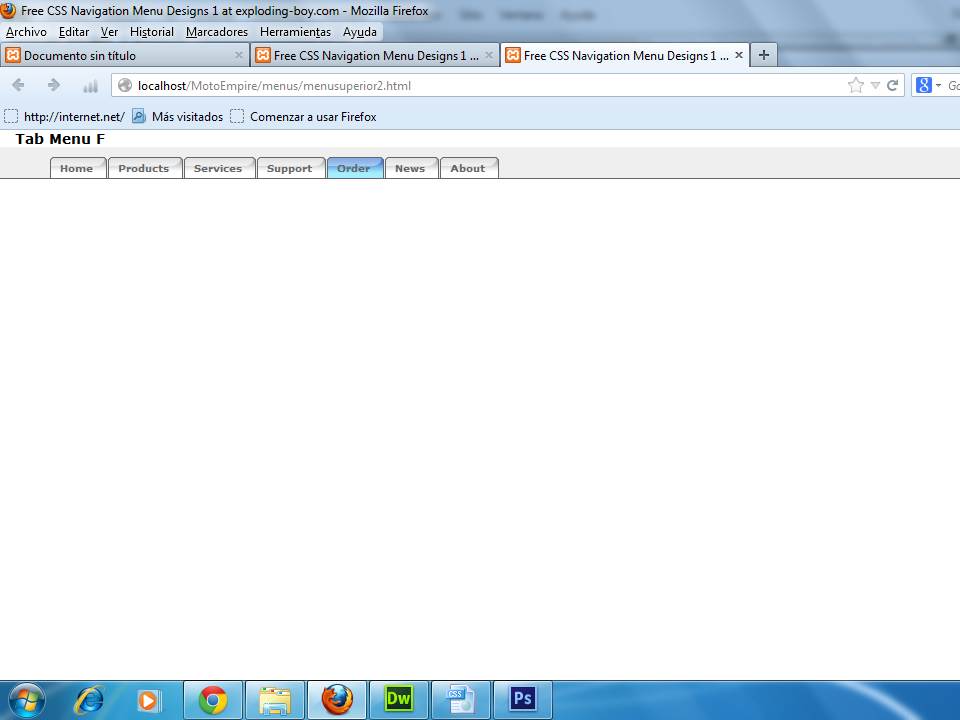 Free CSS Navigation Menu Designs 1 at exploding-boy.com - Mozilla Firefox
Archivo Editar Ver Historial Marcadores Herramientas Ayuda
Documento sin título × Free CSS Navigation Menu Designs 1 ... × Free CSS Navigation Menu Designs 1 ... × +
localhost/MotoEmpire/menus/menusuperior2.html 8 Go
http://internet.net/ Más visitados Comenzar a usar Firefox
Tab Menu F
Home Products Services Support Order News About
Dw CSS Ps